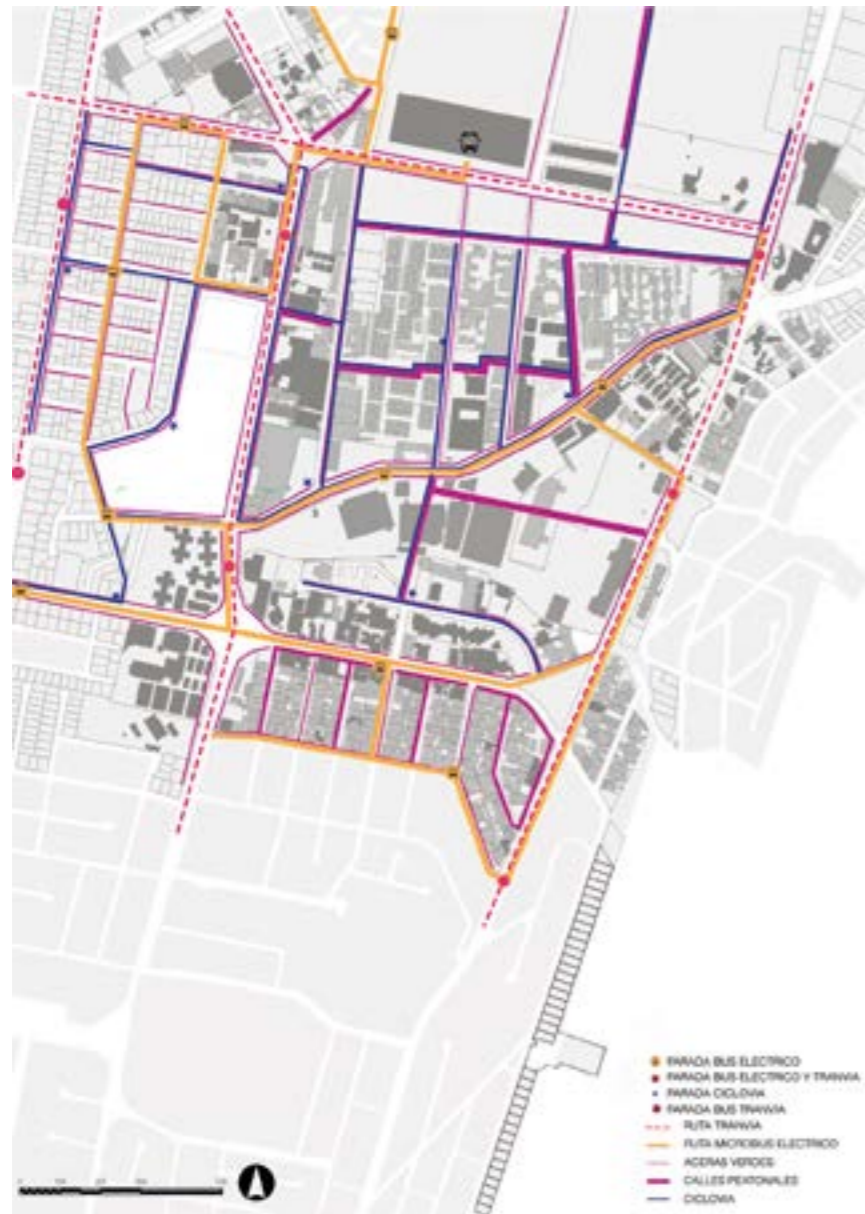 PARADA BUS ELECTRICO
PARADA BUS ELECTRICO Y TRANVIA
PARADA CICLOVIA
PARADA BUS TRANVIA
RUTA TRANVIA
RUTA MICROBUS ELECTRICO
ACERAS VERDES
CALLES PEATONALES
CICLOVIA